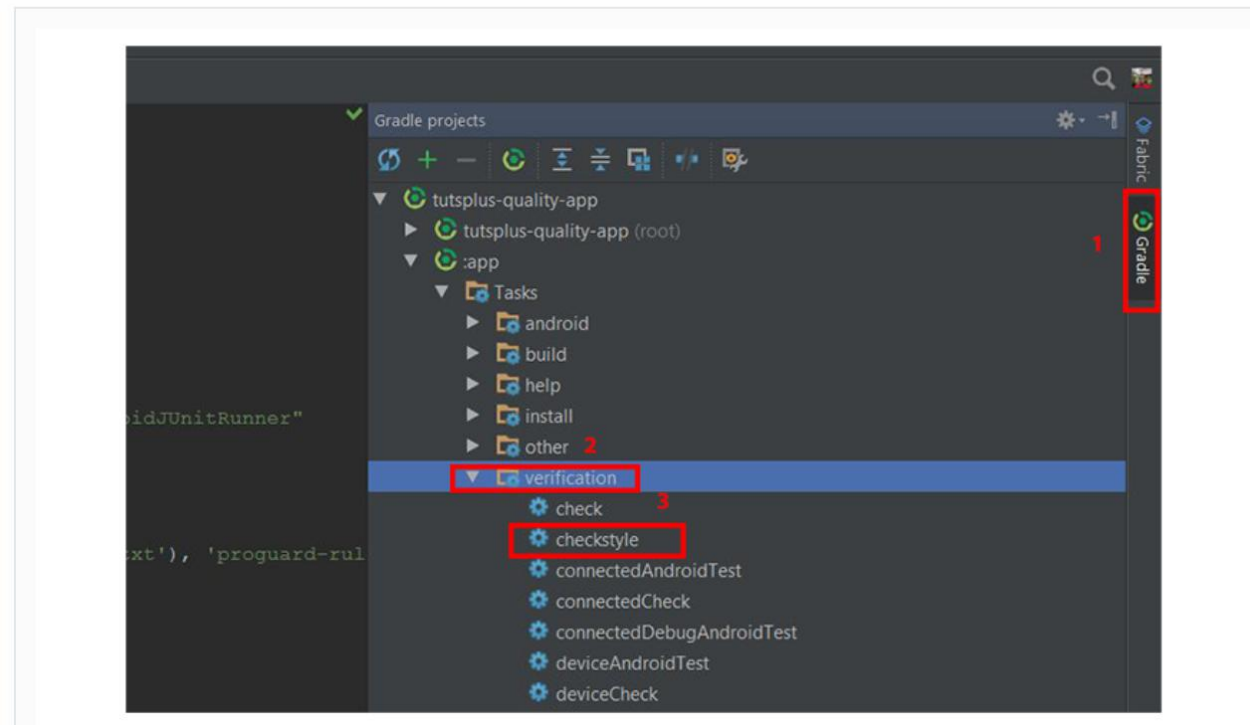 Gradle projects
Fabric
tutsplus-quality-app
tutsplus-quality-app (root)
1
Gradle
:app
Tasks
android
build
help
install
idJUnitRunner"
other 2
verification
3
check
checkstyle
xt'), 'proguard-rul
connectedAndroidTest
connectedCheck
connectedDebugAndroidTest
deviceAndroidTest
deviceCheck